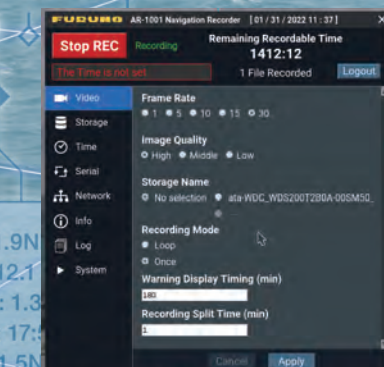 FURUNO AR-1001 Navigation Recorder [01 / 31 / 2022 11 : 37] X
Stop REC Recording Remaining Recordable Time
1412:12
The Time is not set 1 File Recorded Logout
Video
Storage
Time
Serial
Network
Info
Log
System
Frame Rate
1 5 10 15 30
Image Quality
High Middle Low
Storage Name
No selection ata-WDC_WDS200T2B0A-00SM50_
Recording Mode
Loop
Once
Warning Display Timing (min)
180
Recording Split Time (min)
1
Cancel Apply
.9N
12.1
: 1.3
17:5
1.5N